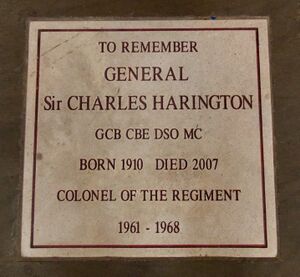 TO REMEMBER
GENERAL
Sir CHARLES HARINGTON
GCB CBE DSO MC
BORN 1910 DIED 2007
COLONEL OF THE REGIMENT
1961 - 1968